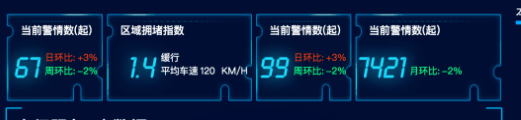 当前警情数(起)
67
日环比: +3%
周环比: -2%
区域拥堵指数
1.4
缓行
平均车速 120 KM/H
当前警情数(起)
99
日环比: +3%
周环比: -2%
当前警情数(起)
7421
月环比: -2%